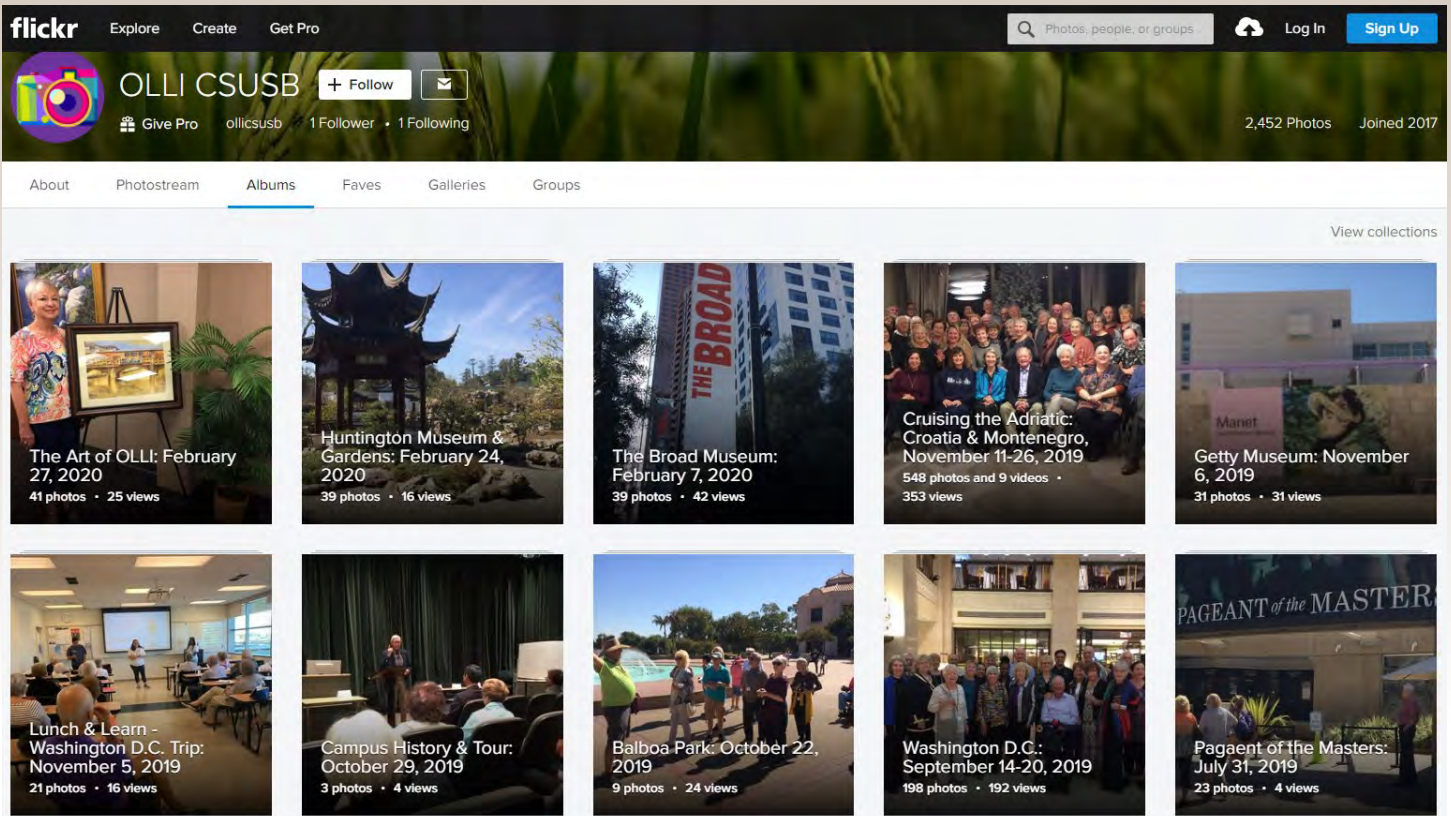 flickr Explore Create Get Pro Photos, people, or groups Log In Sign Up
OLLI CSUSB + Follow
Give Pro ollicsusb 1 Follower • 1 Following 2,452 Photos Joined 2017
About Photostream Albums Faves Galleries Groups
View collections
THE BROAD
Manet
The Art of OLLI: February
27, 2020
41 photos • 25 views
Huntington Museum &
Gardens: February 24,
2020
39 photos • 16 views
The Broad Museum:
February 7, 2020
39 photos • 42 views
Cruising the Adriatic:
Croatia & Montenegro,
November 11-26, 2019
548 photos and 9 videos •
353 views
Getty Museum: November
6, 2019
31 photos • 31 views
PAGEANT of the MASTERS
Lunch & Learn -
Washington D.C. Trip:
November 5, 2019
21 photos • 16 views
Campus History & Tour:
October 29, 2019
3 photos • 4 views
Balboa Park: October 22,
2019
9 photos • 24 views
Washington D.C.:
September 14-20, 2019
198 photos • 192 views
Pagaent of the Masters:
July 31, 2019
23 photos • 4 views